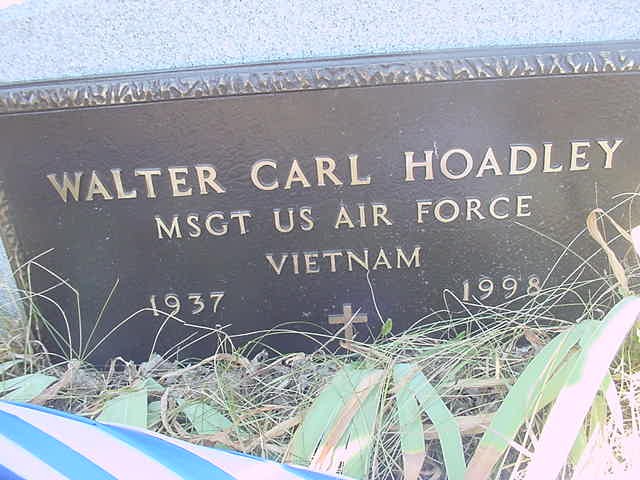 WALTER CARL HOADLEY
MSGT US AIR FORCE
VIETNAM
1937 1998